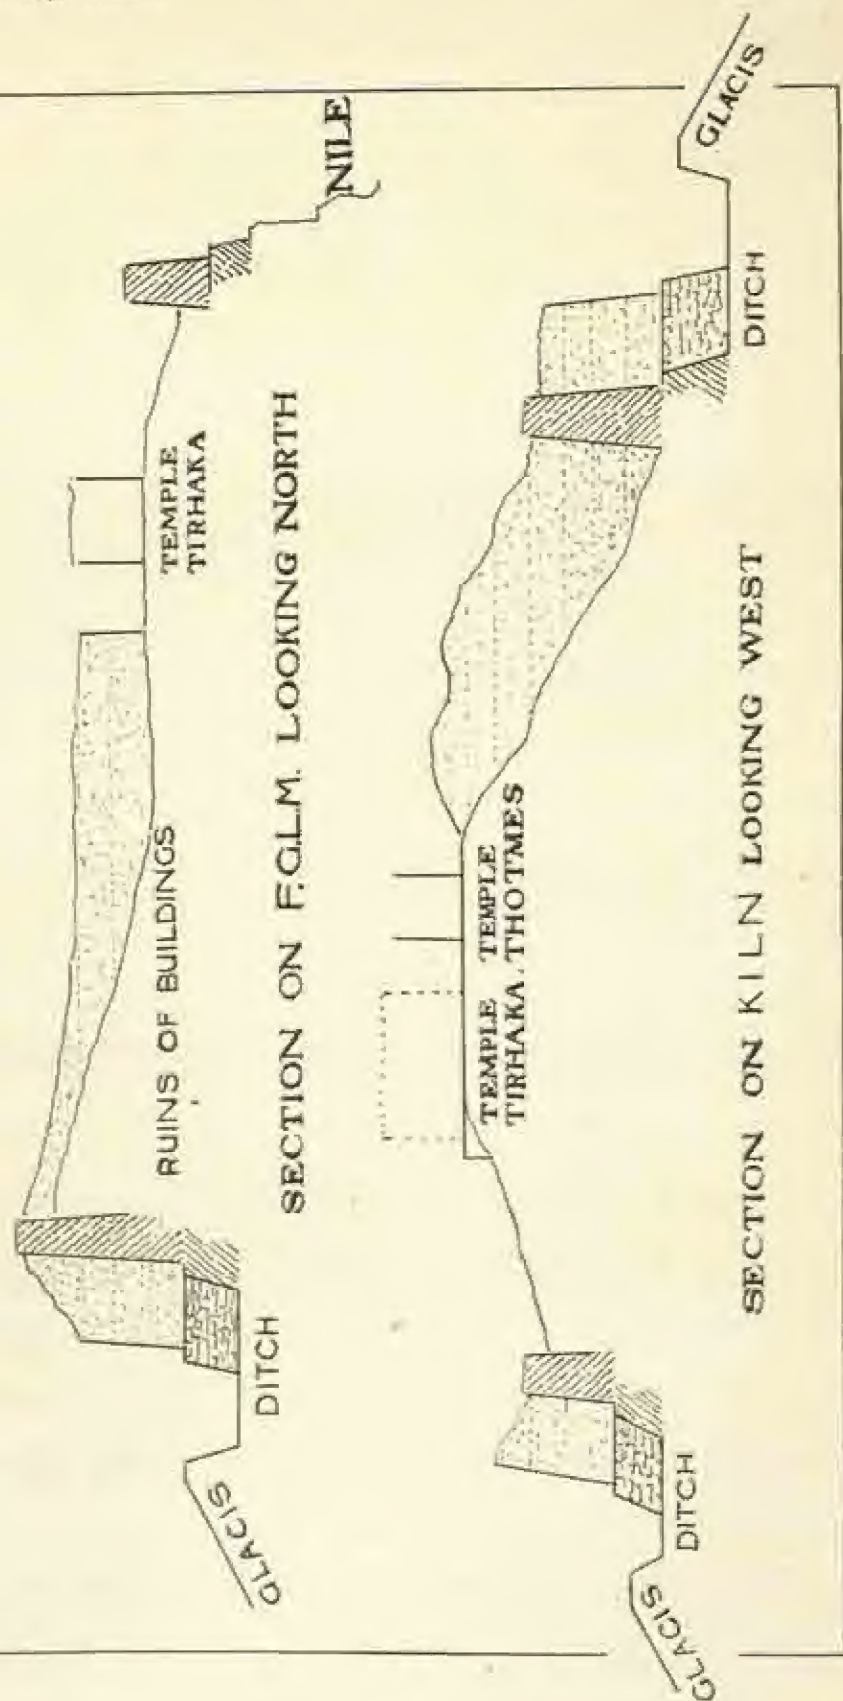 GLACIS
DITCH
RUINS OF BUILDINGS
TEMPLE
TIRHAKA
NILE
SECTION ON F.G.L.M. LOOKING NORTH
GLACIS
DITCH
TEMPLE TEMPLE
TIRHAKA. THOTMES
DITCH
GLACIS
SECTION ON KILN LOOKING WEST